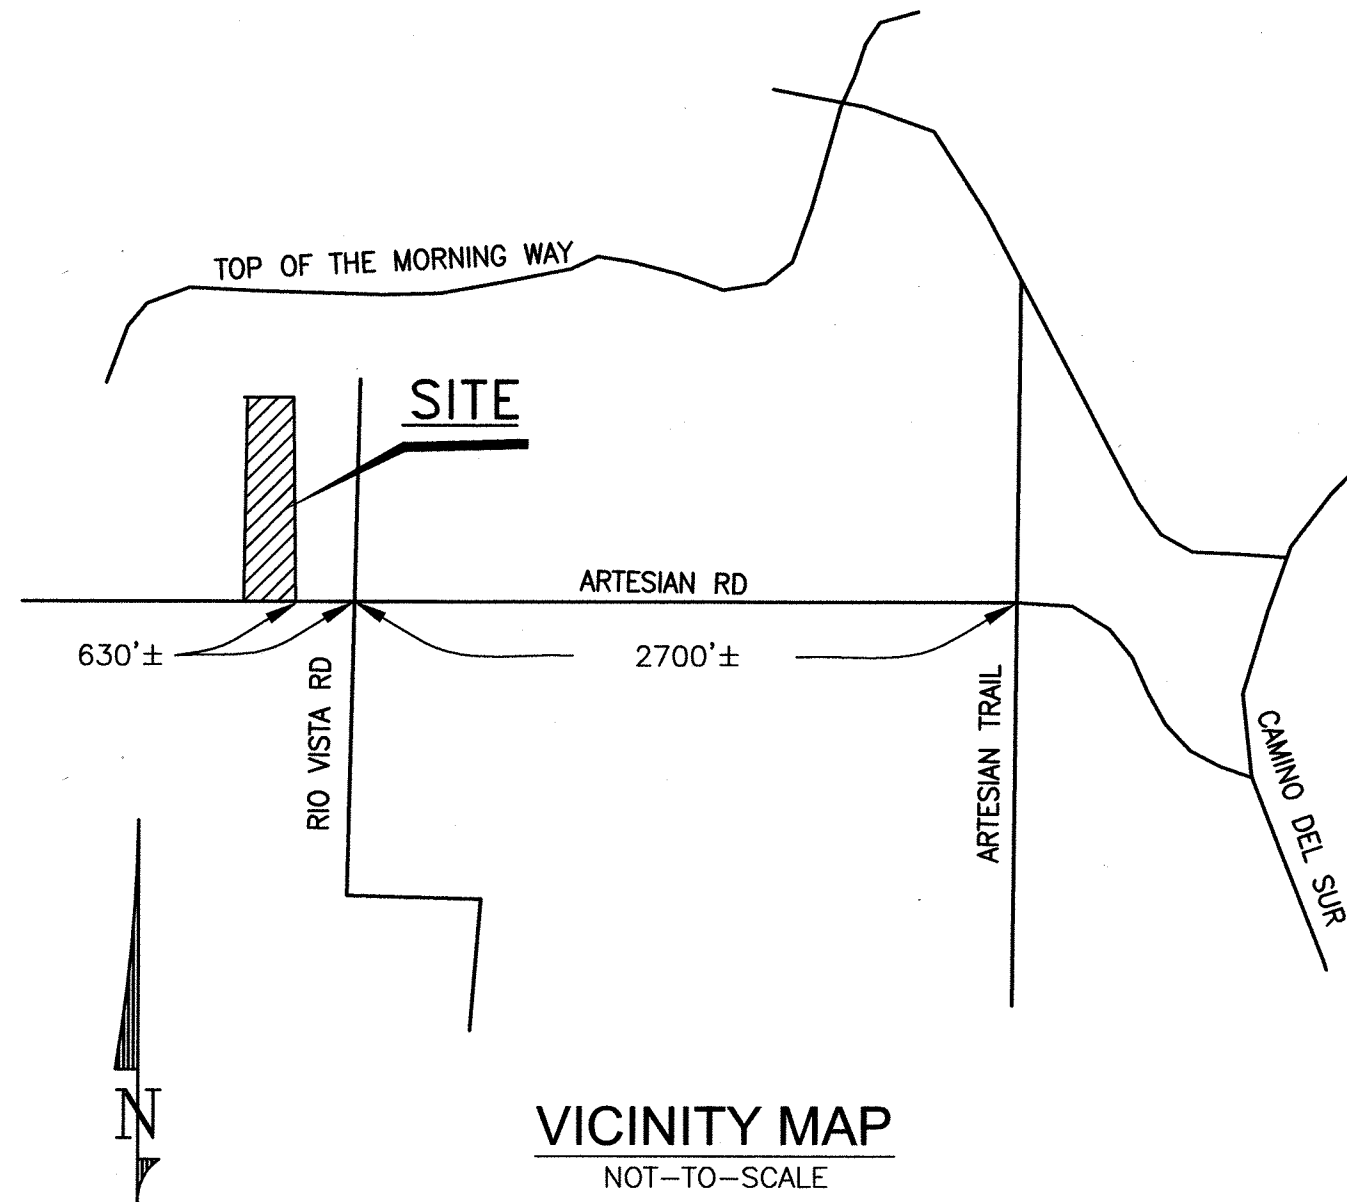 TOP OF THE MORNING WAY
SITE
ARTESIAN RD
630'±
2700'±
RIO VISTA RD
ARTESIAN TRAIL
CAMINO DEL SUR
N
VICINITY MAP
NOT-TO-SCALE